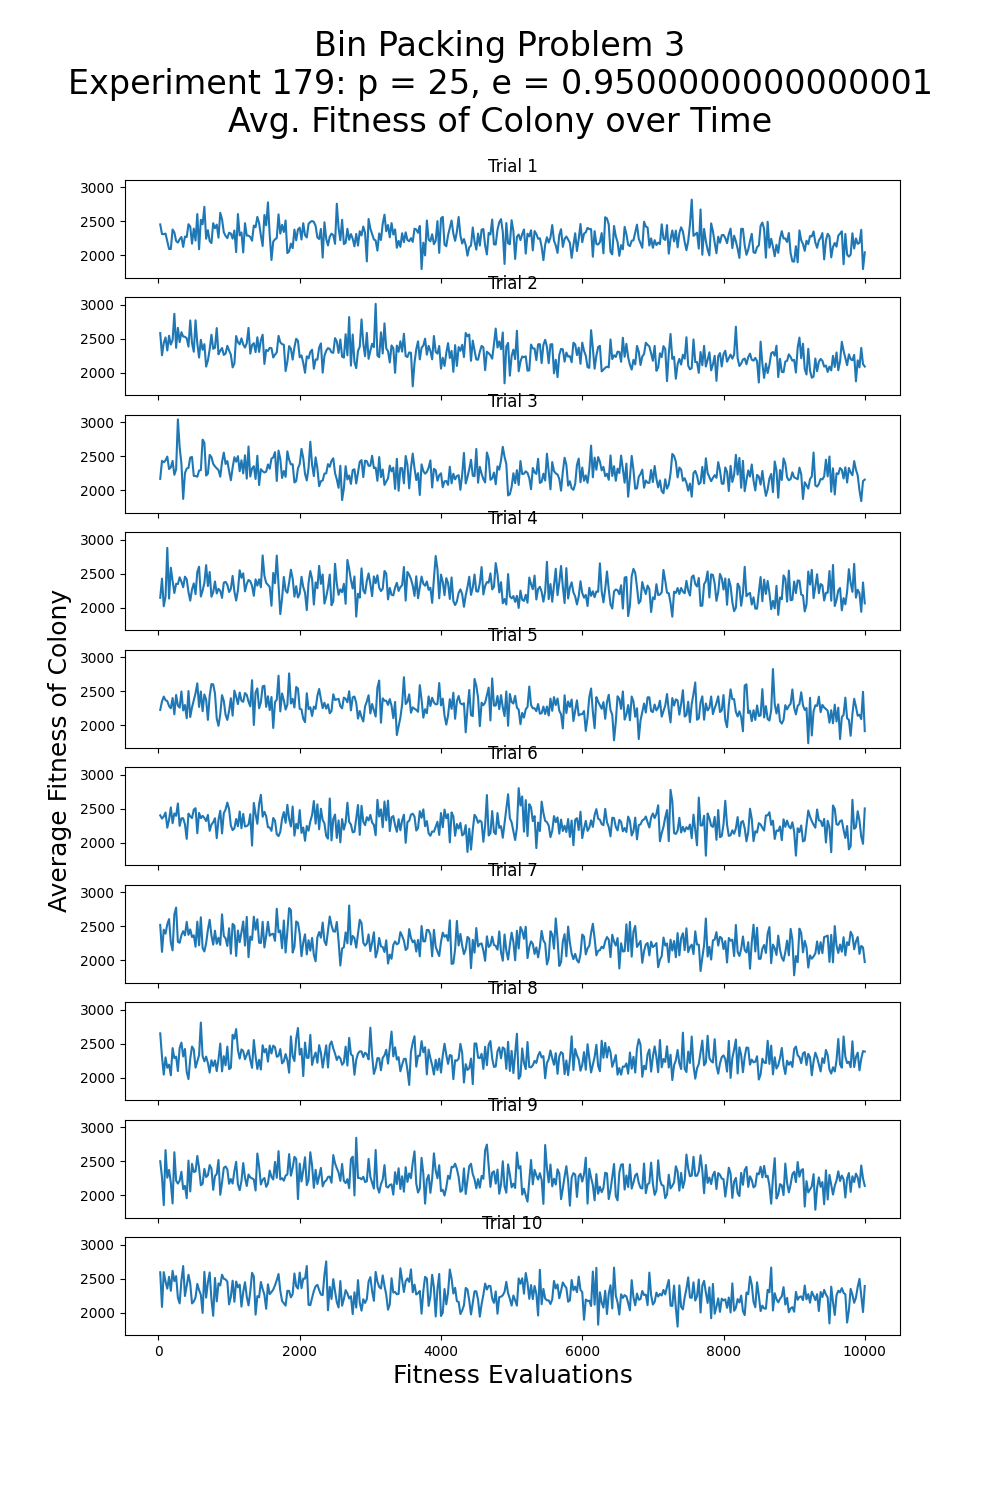 Bin Packing Problem 3
Experiment 179: p = 25, e = 0.9500000000000001
Avg. Fitness of Colony over Time
Trial 1
3000
2500
2000
Trial 2
3000
2500
2000
Trial 3
3000
2500
2000
Trial 4
3000
2500
2000
Trial 5
3000
2500
2000
Trial 6
3000
2500
2000
Trial 7
3000
2500
2000
Trial 8
3000
2500
2000
Trial 9
3000
2500
2000
Trial 10
3000
2500
2000
0 2000 4000 6000 8000 10000
Fitness Evaluations
Average Fitness of Colony